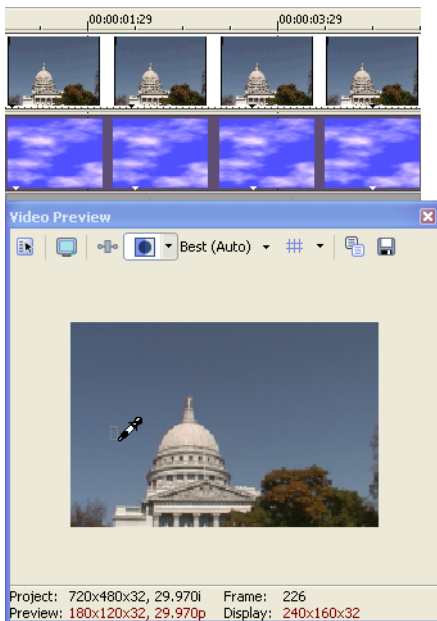 00:00:01:29 00:00:03:29
Video Preview
Best (Auto)
Project: 720x480x32, 29.970i Frame: 226
Preview: 180x120x32, 29.970p Display: 240x160x32